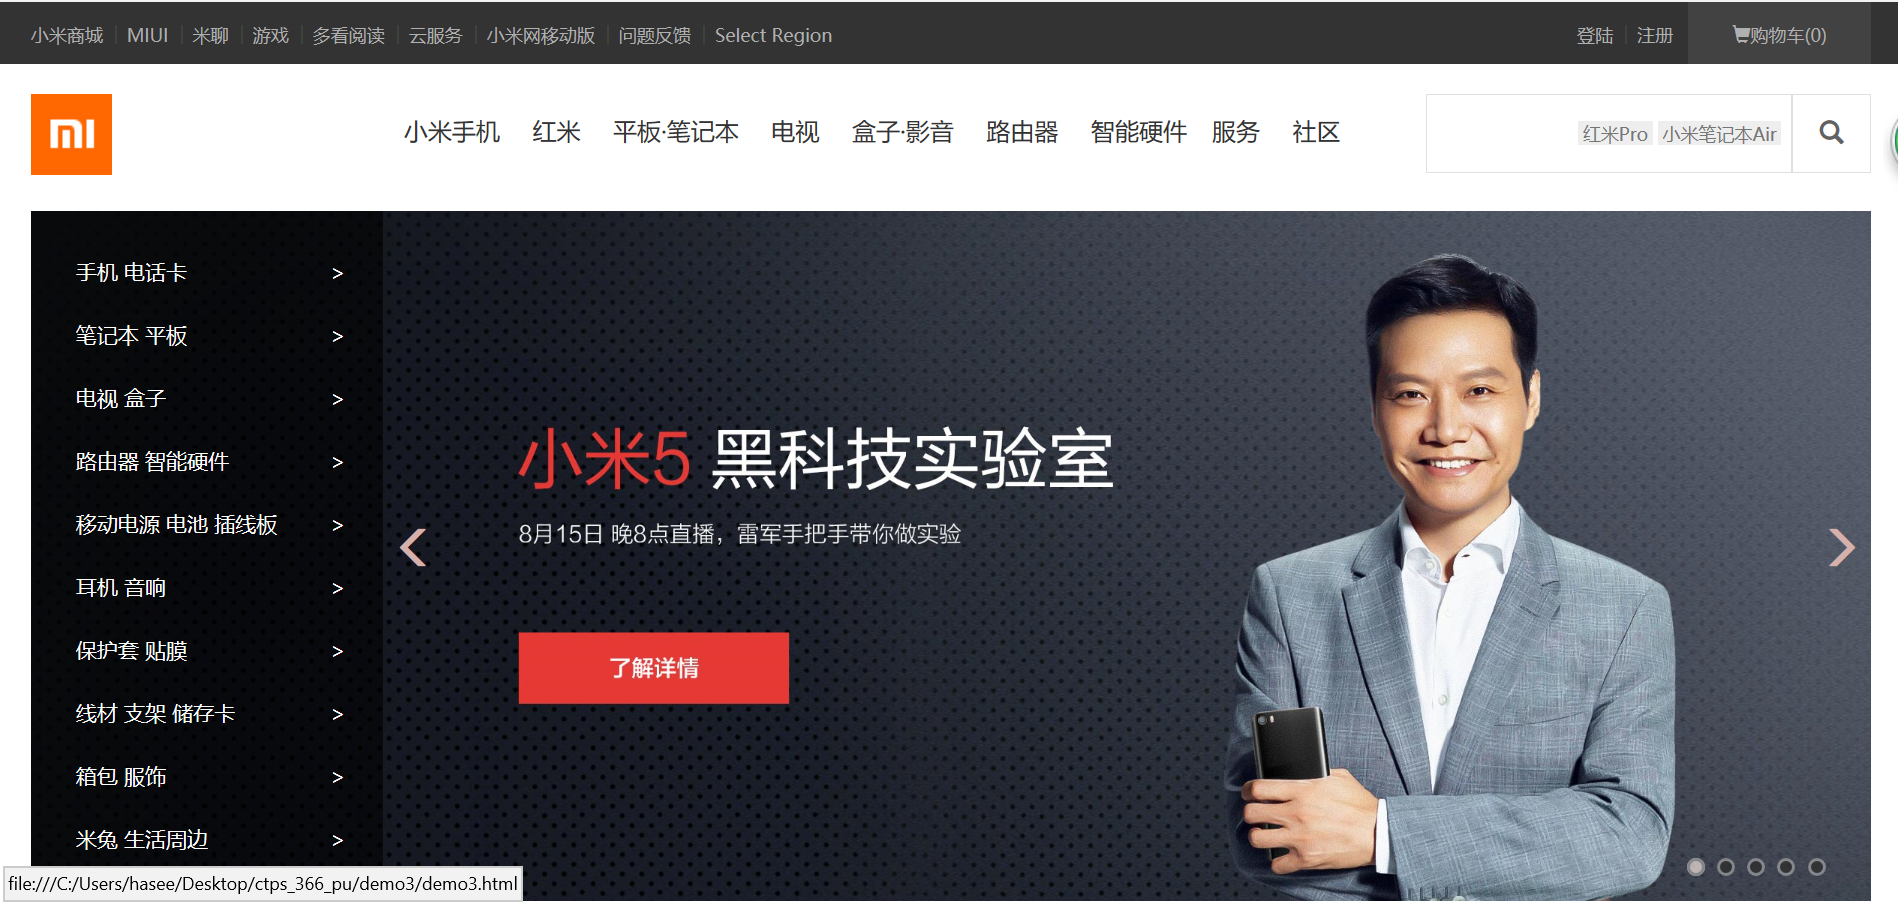 小米商城 MIUI 米聊 游戏 多看阅读 云服务 小米网移动版 问题反馈 Select Region 登陆 注册 购物车(0)
mi 小米手机 红米 平板·笔记本 电视 盒子·影音 路由器 智能硬件 服务 社区 红米Pro 小米笔记本Air
手机 电话卡 >
笔记本 平板 >
电视 盒子 >
路由器 智能硬件 >
移动电源 电池 插线板 >
耳机 音响 >
保护套 贴膜 >
线材 支架 储存卡 >
箱包 服饰 >
米兔 生活周边 >
小米5 黑科技实验室
8月15日 晚8点直播，雷军手把手带你做实验
了解详情
file:///C:/Users/hasee/Desktop/ctps_366_pu/demo3/demo3.html